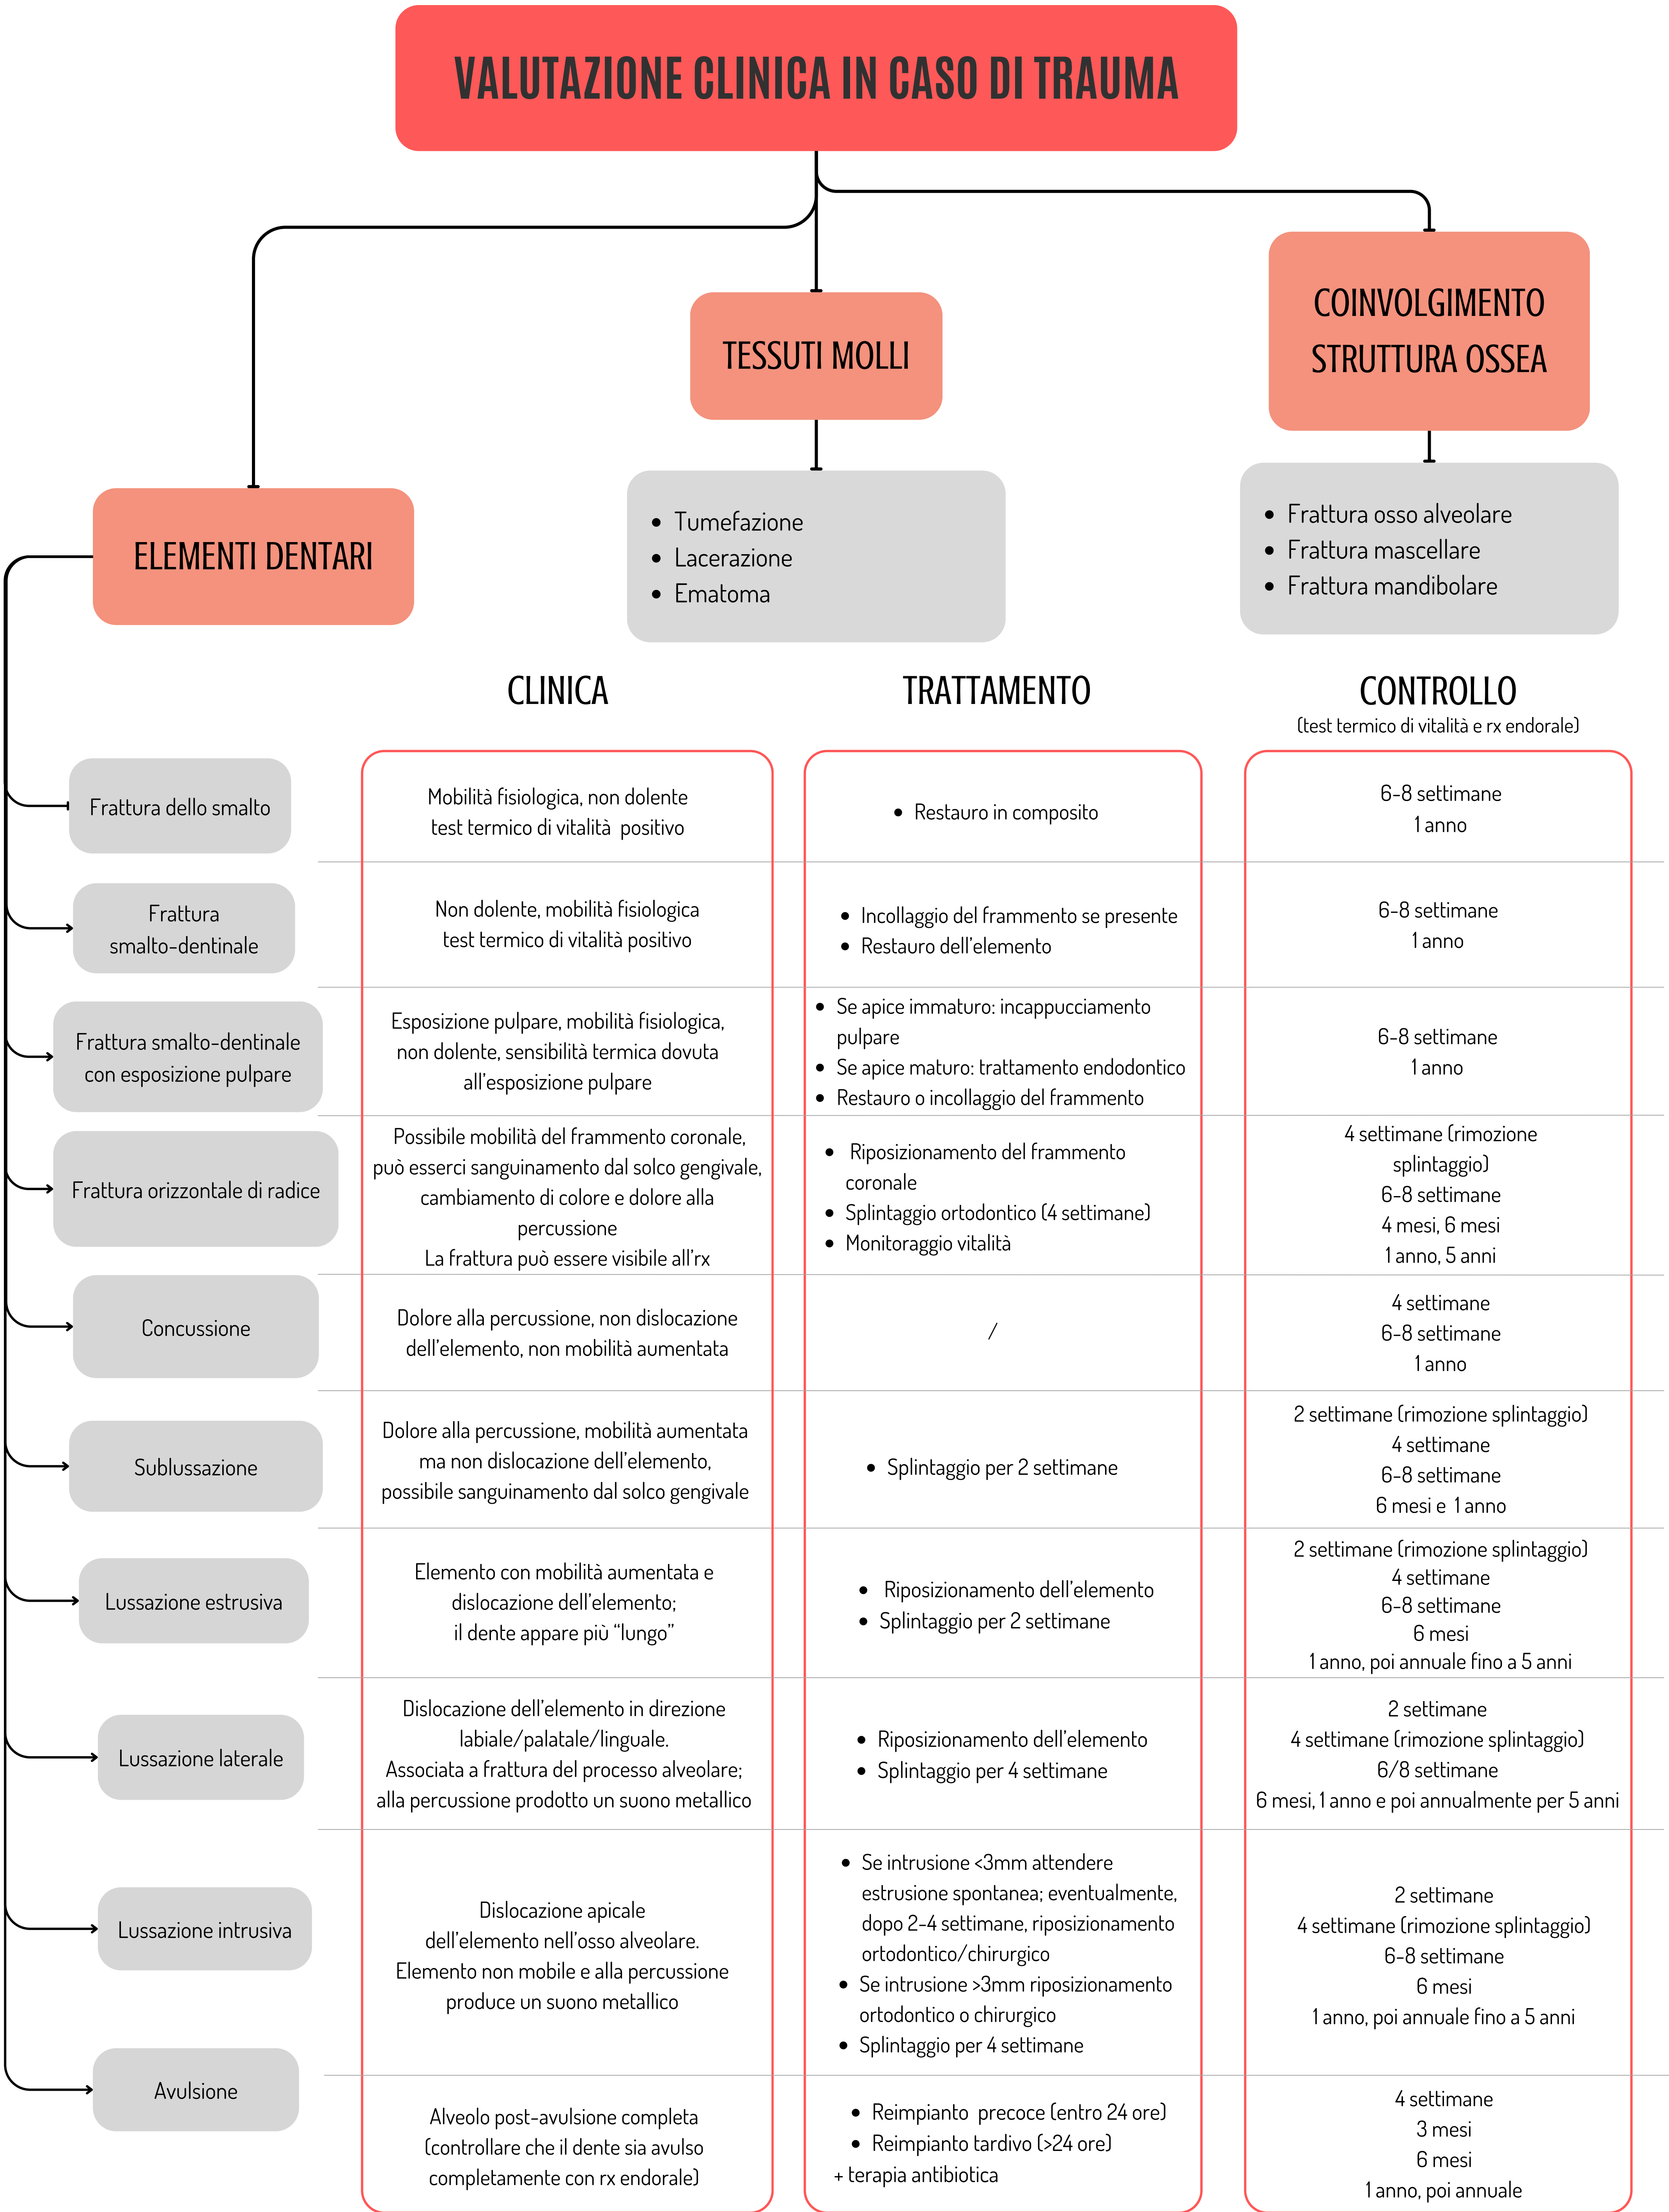 VALUTAZIONE CLINICA IN CASO DI TRAUMA
TESSUTI MOLLI
COINVOLGIMENTO
STRUTTURA OSSEA
ELEMENTI DENTARI
• Tumefazione
• Lacerazione
• Ematoma
• Frattura osso alveolare
• Frattura mascellare
• Frattura mandibolare
CLINICA
TRATTAMENTO
CONTROLLO
(test termico di vitalità e rx endorale)
Frattura dello smalto
Mobilità fisiologica, non dolente
test termico di vitalità positivo
• Restauro in composito
6-8 settimane
1 anno
Frattura
smalto-dentinale
Non dolente, mobilità fisiologica
test termico di vitalità positivo
• Incollaggio del frammento se presente
• Restauro dell'elemento
6-8 settimane
1 anno
Frattura smalto-dentinale
con esposizione pulpare
Esposizione pulpare, mobilità fisiologica,
non dolente, sensibilità termica dovuta
all'esposizione pulpare
• Se apice immaturo: incappucciamento
pulpare
• Se apice maturo: trattamento endodontico
• Restauro o incollaggio del frammento
6-8 settimane
1 anno
Frattura orizzontale di radice
Possibile mobilità del frammento coronale,
può esserci sanguinamento dal solco gengivale,
cambiamento di colore e dolore alla
percussione
La frattura può essere visibile all'rx
• Riposizionamento del frammento
coronale
• Splintaggio ortodontico (4 settimane)
• Monitoraggio vitalità
4 settimane (rimozione
splintaggio)
6-8 settimane
4 mesi, 6 mesi
1 anno, 5 anni
Concussione
Dolore alla percussione, non dislocazione
dell'elemento, non mobilità aumentata
/
4 settimane
6-8 settimane
1 anno
Sublussazione
Dolore alla percussione, mobilità aumentata
ma non dislocazione dell'elemento,
possibile sanguinamento dal solco gengivale
• Splintaggio per 2 settimane
2 settimane (rimozione splintaggio)
4 settimane
6-8 settimane
6 mesi e 1 anno
Lussazione estrusiva
Elemento con mobilità aumentata e
dislocazione dell'elemento;
il dente appare più “lungo”
• Riposizionamento dell'elemento
• Splintaggio per 2 settimane
2 settimane (rimozione splintaggio)
4 settimane
6-8 settimane
6 mesi
1 anno, poi annuale fino a 5 anni
Lussazione laterale
Dislocazione dell'elemento in direzione
labiale/palatale/linguale.
Associata a frattura del processo alveolare;
alla percussione prodotto un suono metallico
• Riposizionamento dell'elemento
• Splintaggio per 4 settimane
2 settimane
4 settimane (rimozione splintaggio)
6/8 settimane
6 mesi, 1 anno e poi annualmente per 5 anni
Lussazione intrusiva
Dislocazione apicale
dell'elemento nell'osso alveolare.
Elemento non mobile e alla percussione
produce un suono metallico
• Se intrusione <3mm attendere
estrusione spontanea; eventualmente,
dopo 2-4 settimane, riposizionamento
ortodontico/chirurgico
• Se intrusione >3mm riposizionamento
ortodontico o chirurgico
• Splintaggio per 4 settimane
2 settimane
4 settimane (rimozione splintaggio)
6-8 settimane
6 mesi
1 anno, poi annuale fino a 5 anni
Avulsione
Alveolo post-avulsione completa
(controllare che il dente sia avulso
completamente con rx endorale)
• Reimpianto precoce (entro 24 ore)
• Reimpianto tardivo (>24 ore)
+ terapia antibiotica
4 settimane
3 mesi
6 mesi
1 anno, poi annuale